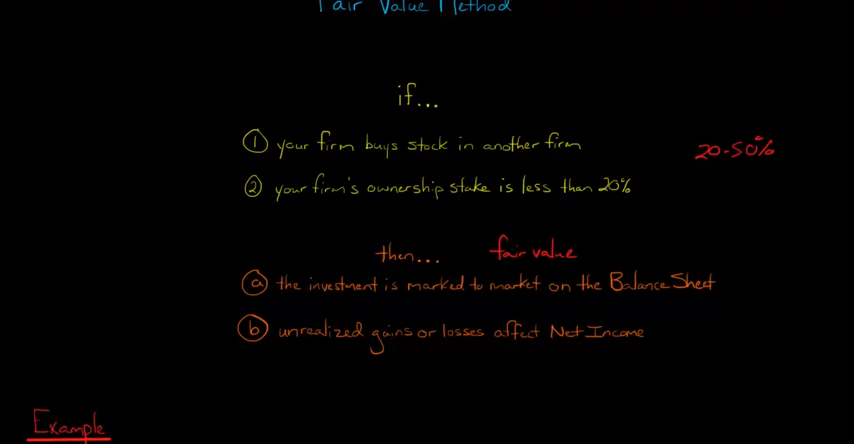 Fair Value Method
if...
① your firm buys stock in another firm
20-50%
② your firm's ownership stake is less than 20%
then...
fair value
ⓐ the investment is marked to market on the Balance Sheet
ⓑ unrealized gains or losses affect Net Income
Example